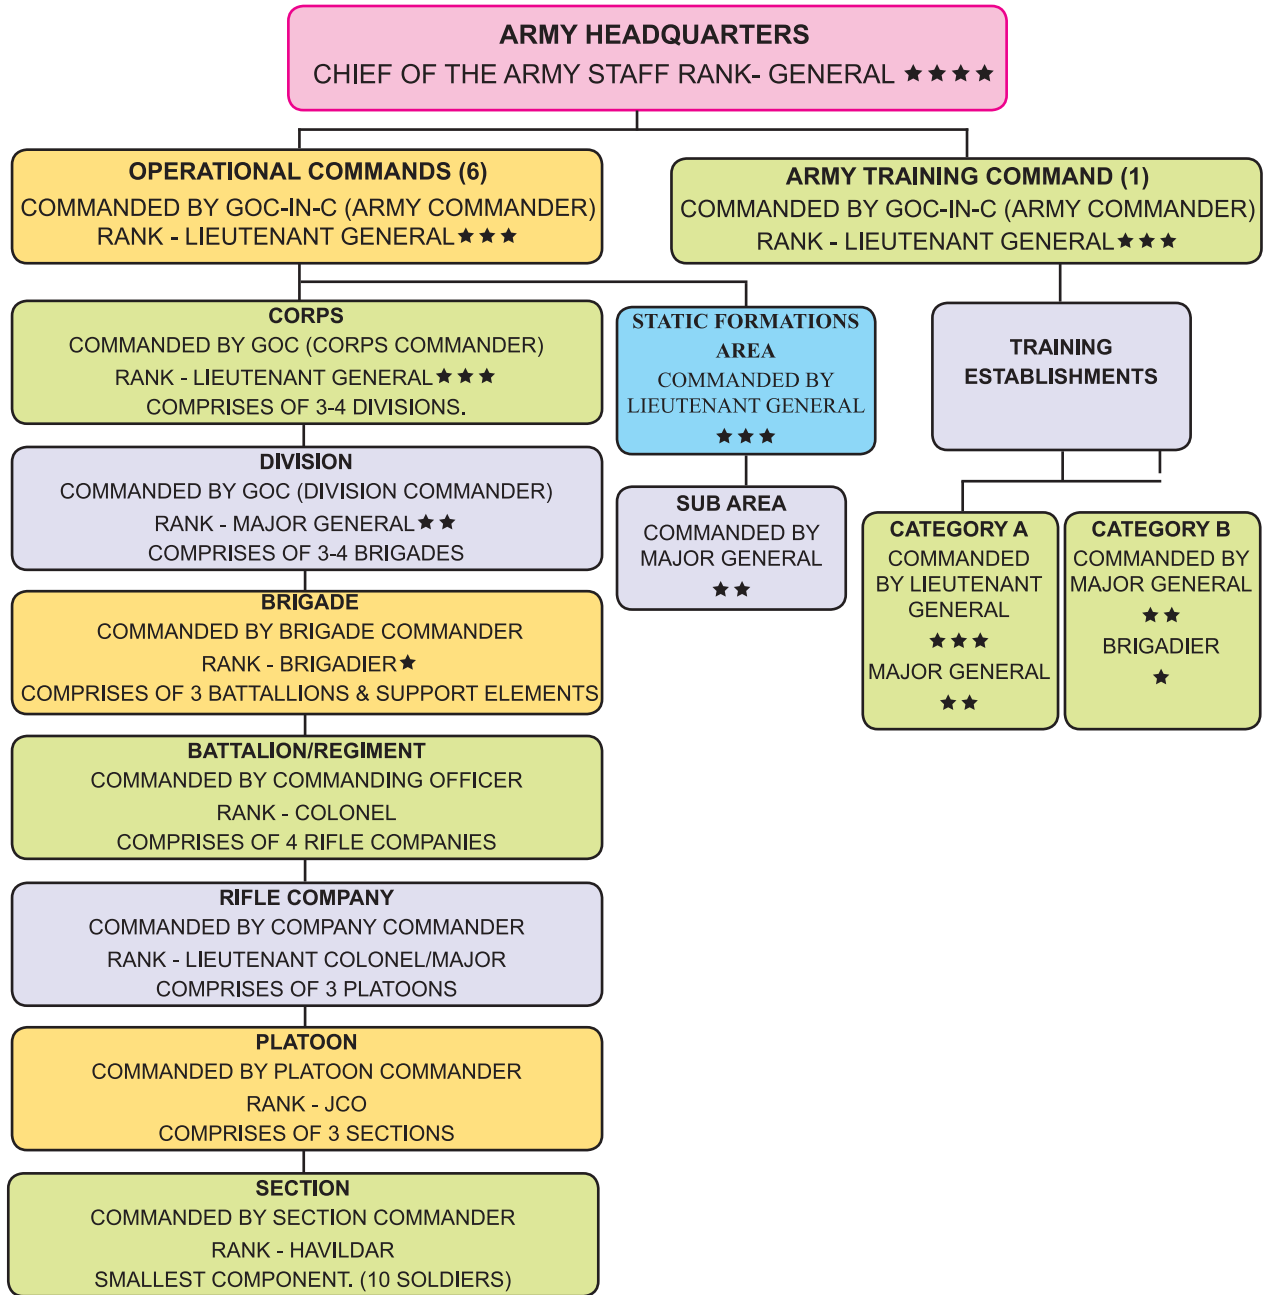 ARMY HEADQUARTERS
CHIEF OF THE ARMY STAFF RANK- GENERAL ★★★★
OPERATIONAL COMMANDS (6)
COMMANDED BY GOC-IN-C (ARMY COMMANDER)
RANK - LIEUTENANT GENERAL★★★
ARMY TRAINING COMMAND (1)
COMMANDED BY GOC-IN-C (ARMY COMMANDER)
RANK - LIEUTENANT GENERAL★★★
CORPS
COMMANDED BY GOC (CORPS COMMANDER)
RANK - LIEUTENANT GENERAL★★★
COMPRISES OF 3-4 DIVISIONS.
STATIC FORMATIONS
AREA
COMMANDED BY
LIEUTENANT GENERAL
★★★
TRAINING
ESTABLISHMENTS
DIVISION
COMMANDED BY GOC (DIVISION COMMANDER)
RANK - MAJOR GENERAL★★
COMPRISES OF 3-4 BRIGADES
SUB AREA
COMMANDED BY
MAJOR GENERAL
★★
CATEGORY A
COMMANDED
BY LIEUTENANT
GENERAL
★★★
MAJOR GENERAL
★★
CATEGORY B
COMMANDED BY
MAJOR GENERAL
★★
BRIGADIER
★
BRIGADE
COMMANDED BY BRIGADE COMMANDER
RANK - BRIGADIER★
COMPRISES OF 3 BATTALLIONS & SUPPORT ELEMENTS
BATTALION/REGIMENT
COMMANDED BY COMMANDING OFFICER
RANK - COLONEL
COMPRISES OF 4 RIFLE COMPANIES
RIFLE COMPANY
COMMANDED BY COMPANY COMMANDER
RANK - LIEUTENANT COLONEL/MAJOR
COMPRISES OF 3 PLATOONS
PLATOON
COMMANDED BY PLATOON COMMANDER
RANK - JCO
COMPRISES OF 3 SECTIONS
SECTION
COMMANDED BY SECTION COMMANDER
RANK - HAVILDAR
SMALLEST COMPONENT. (10 SOLDIERS)